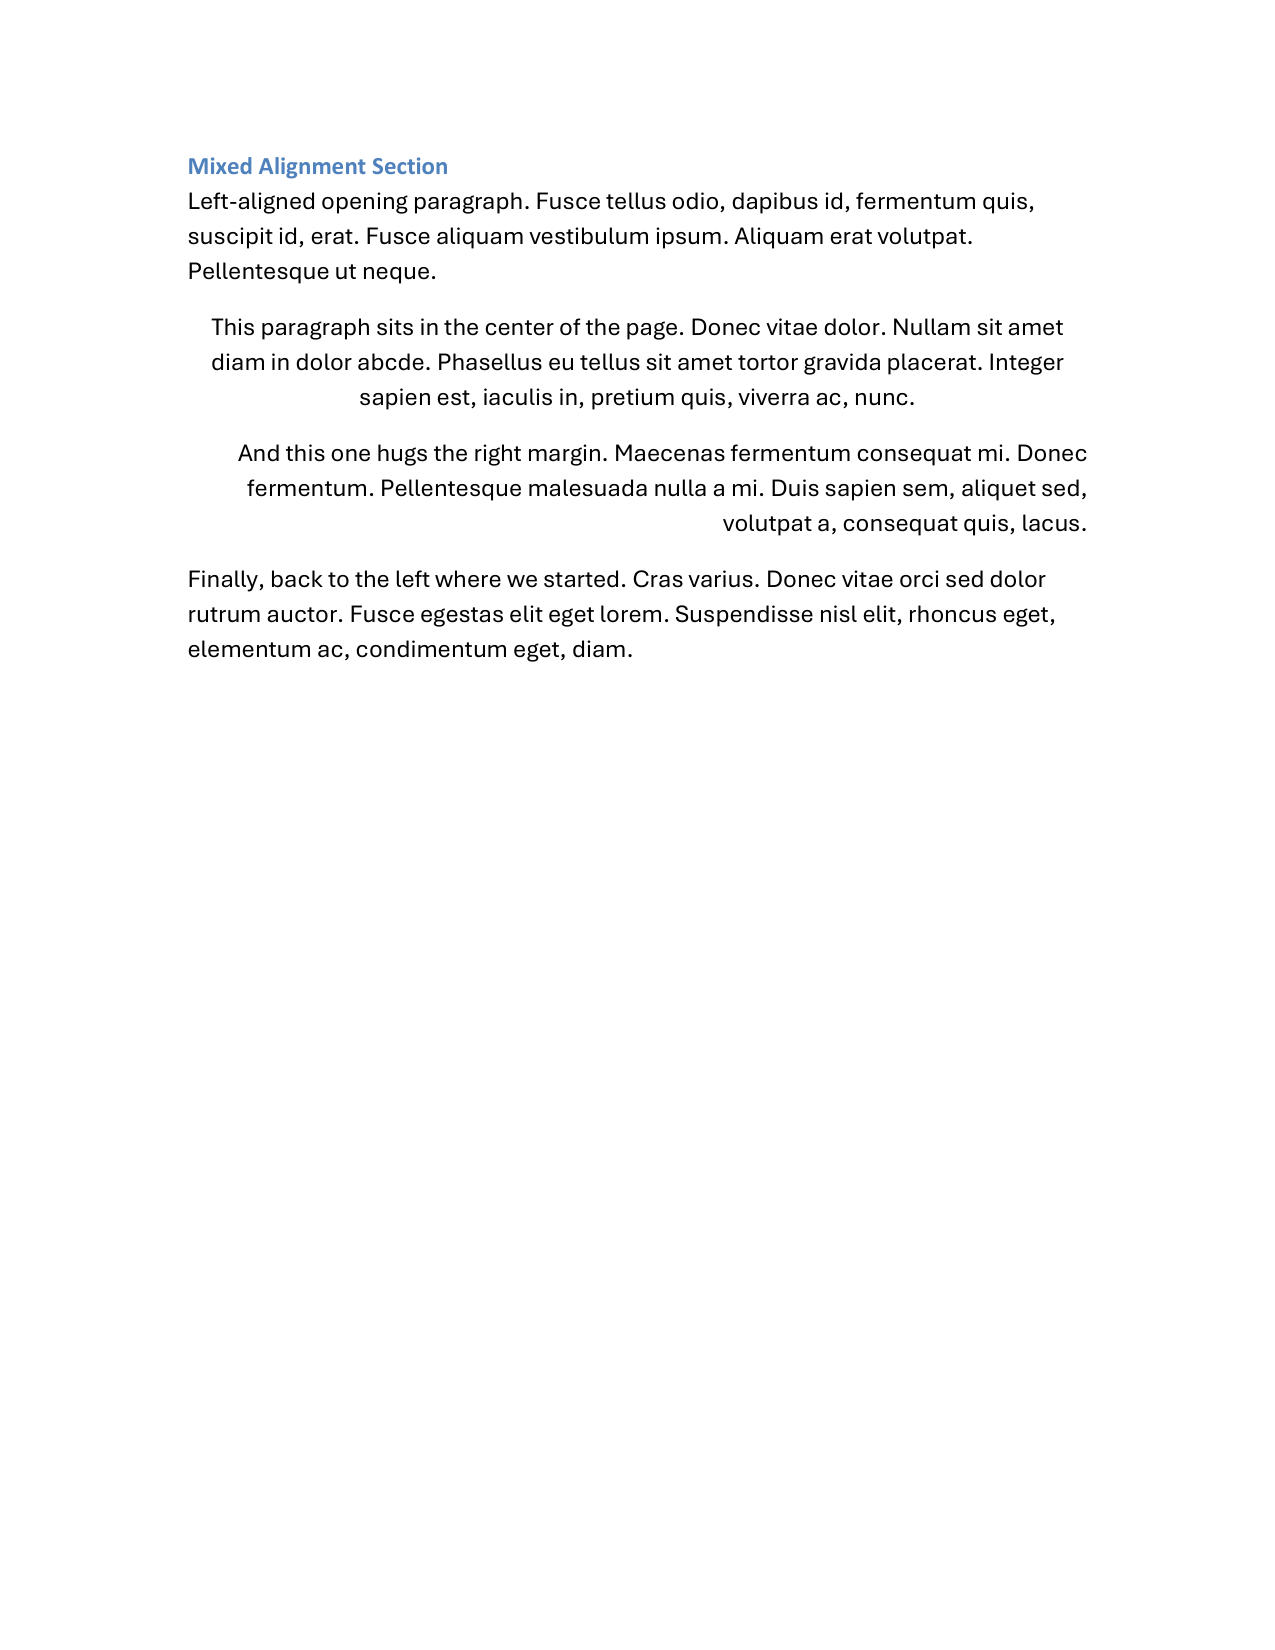 Mixed Alignment Section
Left-aligned opening paragraph. Fusce tellus odio, dapibus id, fermentum quis,
suscipit id, erat. Fusce aliquam vestibulum ipsum. Aliquam erat volutpat.
Pellentesque ut neque.
This paragraph sits in the center of the page. Donec vitae dolor. Nullam sit amet
diam in dolor abcde. Phasellus eu tellus sit amet tortor gravida placerat. Integer
sapien est, iaculis in, pretium quis, viverra ac, nunc.
And this one hugs the right margin. Maecenas fermentum consequat mi. Donec
fermentum. Pellentesque malesuada nulla a mi. Duis sapien sem, aliquet sed,
volutpat a, consequat quis, lacus.
Finally, back to the left where we started. Cras varius. Donec vitae orci sed dolor
rutrum auctor. Fusce egestas elit eget lorem. Suspendisse nisl elit, rhoncus eget,
elementum ac, condimentum eget, diam.